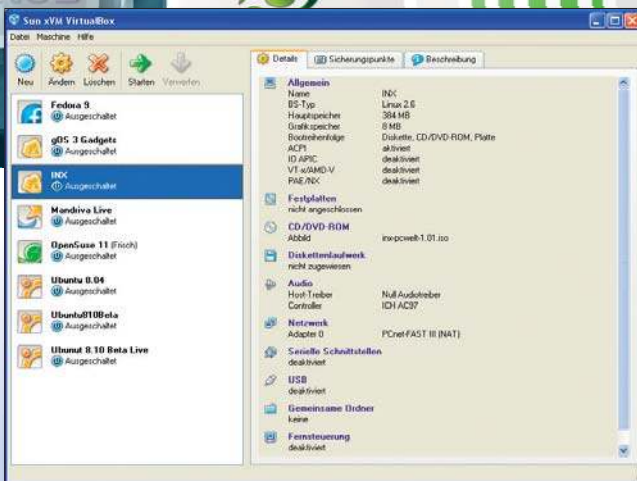 Sun xVM VirtualBox
Datei Maschine Hilfe
Neu Ändern Löschen Starten Verwerfen
Details Sicherungspunkte Beschreibung
Fedora 9
Ausgeschaltet
gOS 3 Gadgets
Ausgeschaltet
INX
Ausgeschaltet
Mandriva Live
Ausgeschaltet
OpenSuse 11 (Frisch)
Ausgeschaltet
Ubuntu 8.04
Ausgeschaltet
Ubuntu810Beta
Ausgeschaltet
Ubunut 8.10 Beta Live
Ausgeschaltet
Allgemein
Name INX
BS-Typ Linux 2.6
Hauptspeicher 384 MB
Grafikspeicher 8 MB
Bootreihenfolge Diskette, CD/DVD-ROM, Platte
ACPI aktiviert
IO APIC deaktiviert
VT-x/AMD-V deaktiviert
PAE/NX deaktiviert
Festplatten
nicht angeschlossen
CD/DVD-ROM
Abbild inx-pcwelt-1.01.iso
Diskettenlaufwerk
nicht zugewiesen
Audio
Host-Treiber Null Audiotreiber
Controller ICH AC97
Netzwerk
Adapter 0 PCnet-FAST III (NAT)
Serielle Schnittstellen
deaktiviert
USB
deaktiviert
Gemeinsame Ordner
keine
Fernsteuerung
deaktiviert